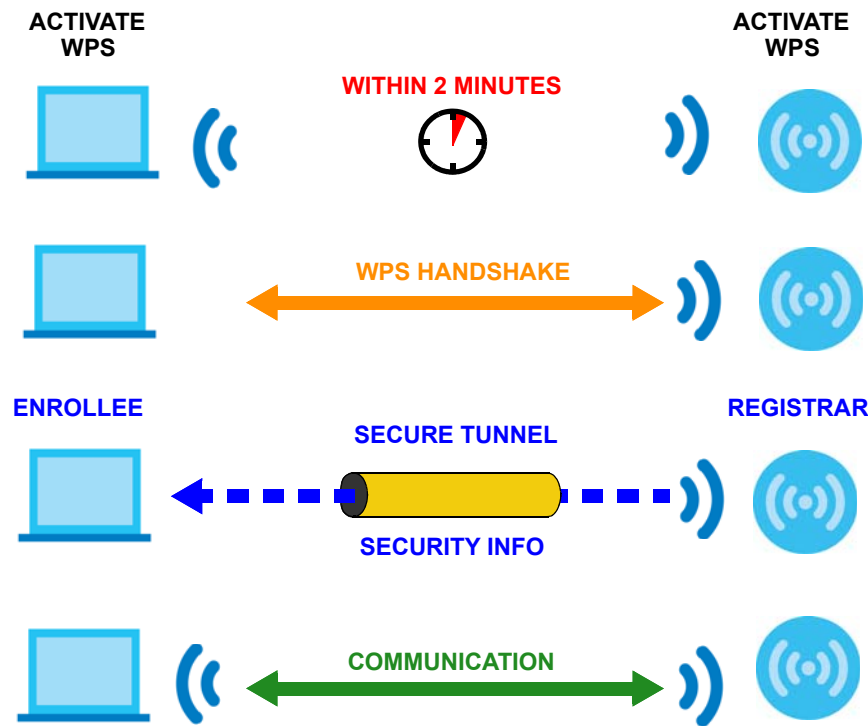 ACTIVATE
WPS
ACTIVATE
WPS
WITHIN 2 MINUTES
WPS HANDSHAKE
ENROLLEE
REGISTRAR
SECURE TUNNEL
SECURITY INFO
COMMUNICATION